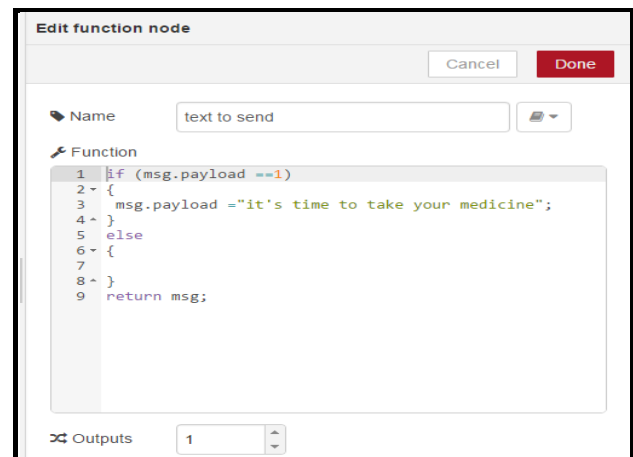 Edit function node
Cancel Done
Name text to send
Function
1 if (msg.payload ==1)
2 {
3 msg.payload ="it's time to take your medicine";
4 }
5 else
6 {
7
8 }
9 return msg;
Outputs 1